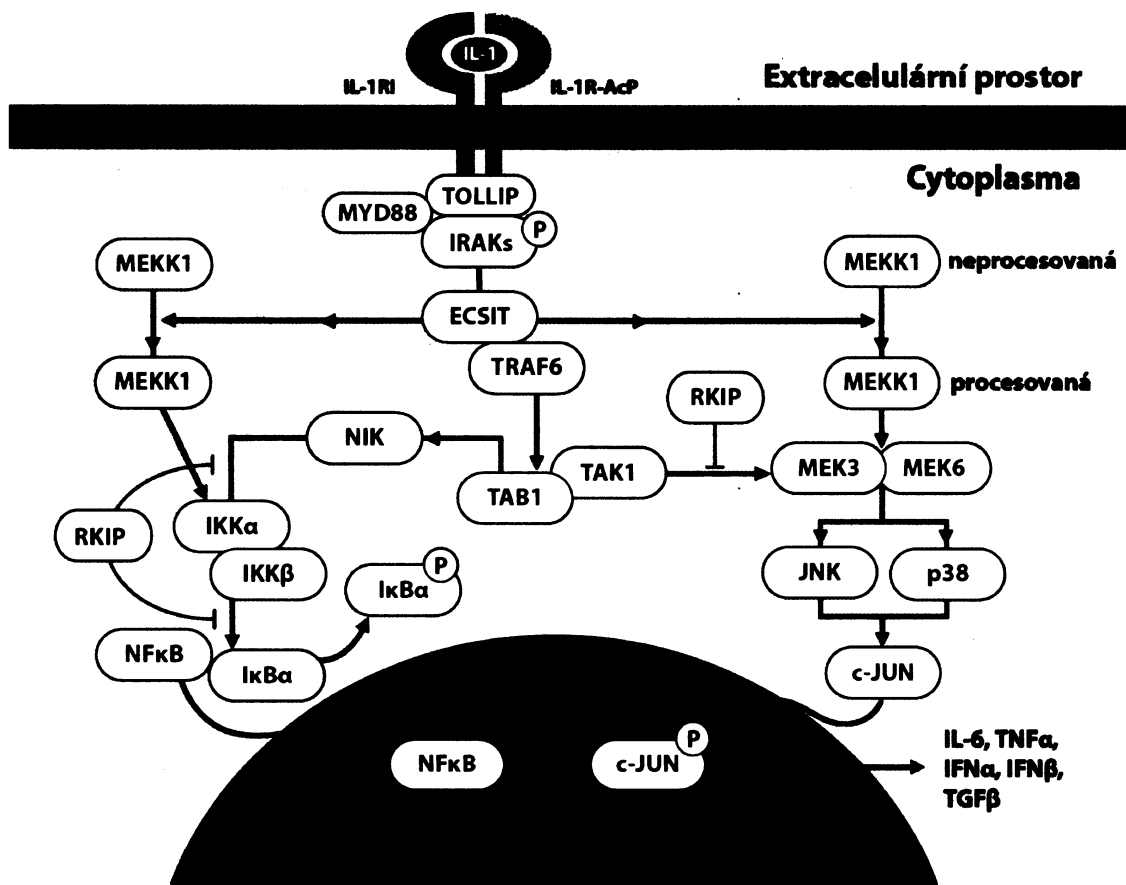 IL-1
IL-1RI
IL-1R-AcP
Extracelulární prostor
Cytoplasma
TOLLIP
MYD88
IRAKs
P
MEKK1
MEKK1
neprocesovaná
ECSIT
TRAF6
MEKK1
MEKK1
procesovaná
RKIP
NIK
TAK1
TAB1
MEK3
MEK6
IKKα
RKIP
IKKβ
JNK
p38
IκBα
P
NFκB
IκBα
c-JUN
NFκB
c-JUN
P
IL-6, TNFα,
IFNα, IFNβ,
TGFβ